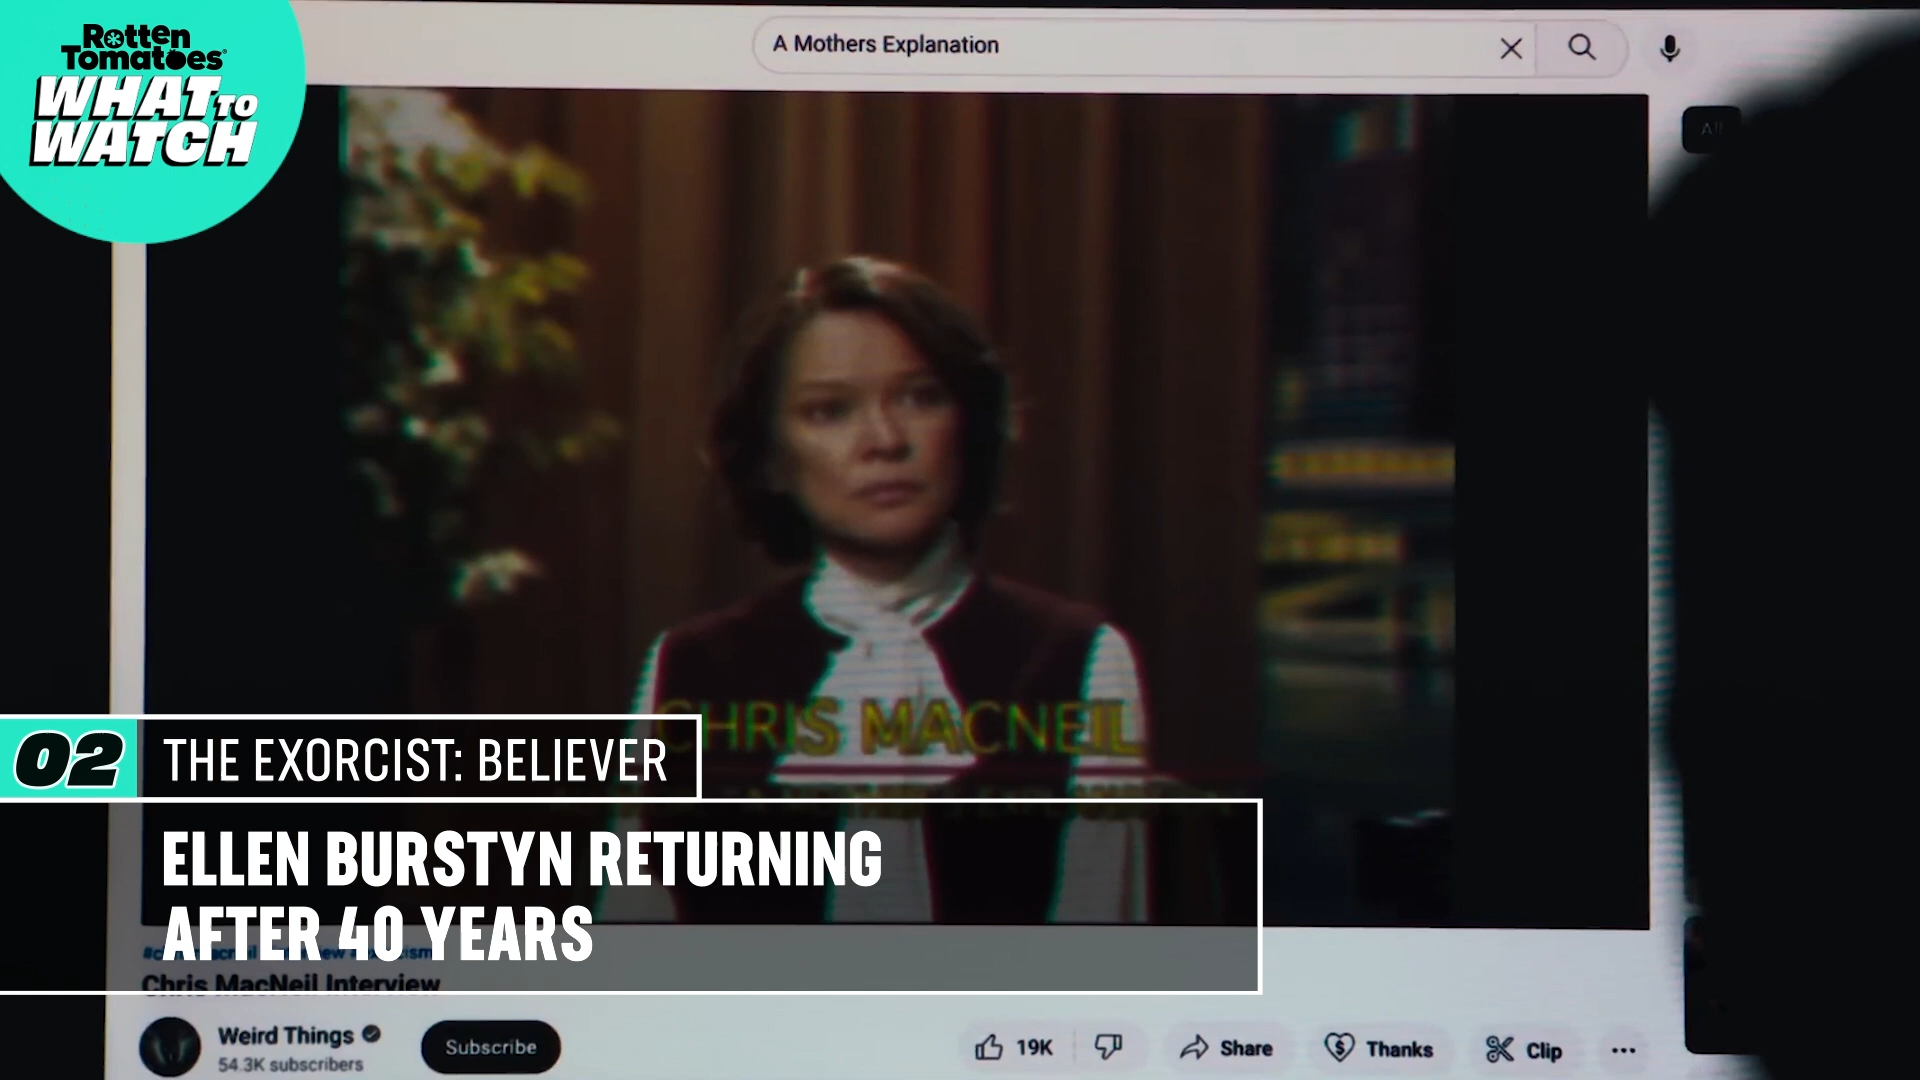 Rotten
Tomatoes
WHAT TO
WATCH
A Mothers Explanation
All
CHRIS MACNEIL
02
THE EXORCIST: BELIEVER
ELLEN BURSTYN RETURNING
AFTER 40 YEARS
Chris MacNeil Interview
Weird Things
54.3K subscribers
Subscribe
19K
Share
Thanks
Clip